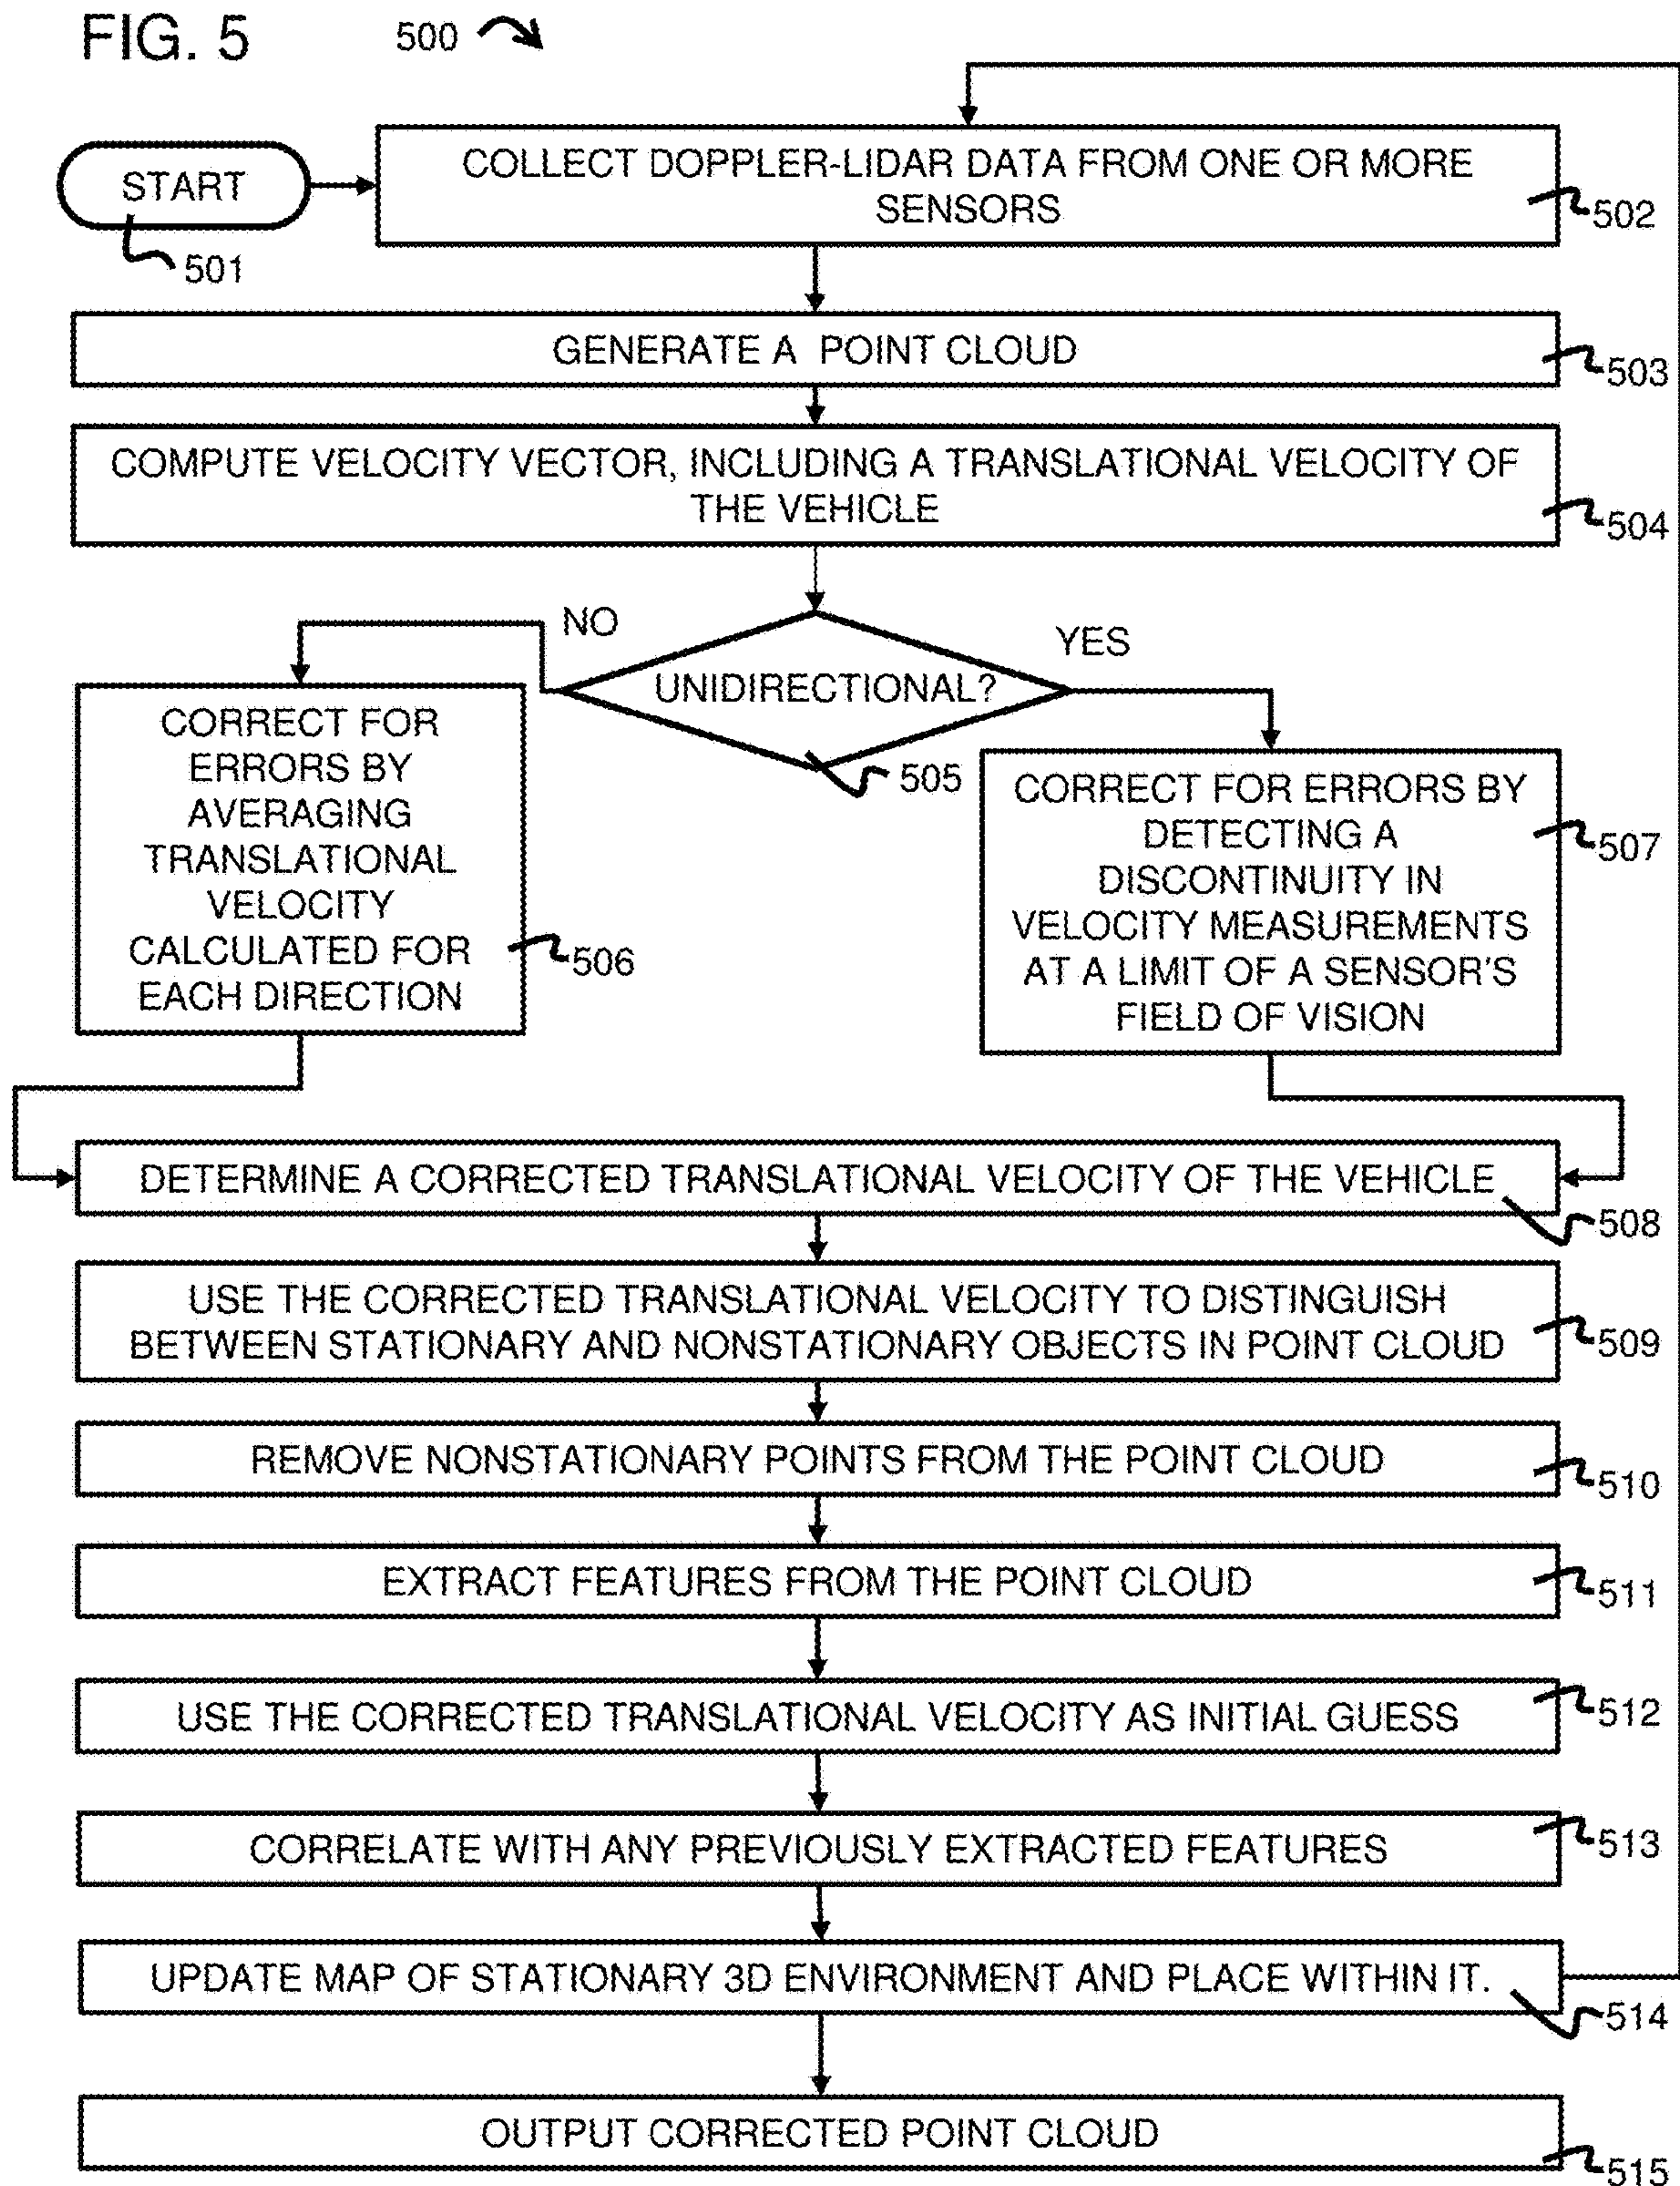 FIG. 5
500
START
501
COLLECT DOPPLER-LIDAR DATA FROM ONE OR MORE
SENSORS
502
GENERATE A POINT CLOUD
503
COMPUTE VELOCITY VECTOR, INCLUDING A TRANSLATIONAL VELOCITY OF
THE VEHICLE
504
NO
YES
UNIDIRECTIONAL?
505
CORRECT FOR
ERRORS BY
AVERAGING
TRANSLATIONAL
VELOCITY
CALCULATED FOR
EACH DIRECTION
506
CORRECT FOR ERRORS BY
DETECTING A
DISCONTINUITY IN
VELOCITY MEASUREMENTS
AT A LIMIT OF A SENSOR'S
FIELD OF VISION
507
DETERMINE A CORRECTED TRANSLATIONAL VELOCITY OF THE VEHICLE
508
USE THE CORRECTED TRANSLATIONAL VELOCITY TO DISTINGUISH
BETWEEN STATIONARY AND NONSTATIONARY OBJECTS IN POINT CLOUD
509
REMOVE NONSTATIONARY POINTS FROM THE POINT CLOUD
510
EXTRACT FEATURES FROM THE POINT CLOUD
511
USE THE CORRECTED TRANSLATIONAL VELOCITY AS INITIAL GUESS
512
CORRELATE WITH ANY PREVIOUSLY EXTRACTED FEATURES
513
UPDATE MAP OF STATIONARY 3D ENVIRONMENT AND PLACE WITHIN IT.
514
OUTPUT CORRECTED POINT CLOUD
515